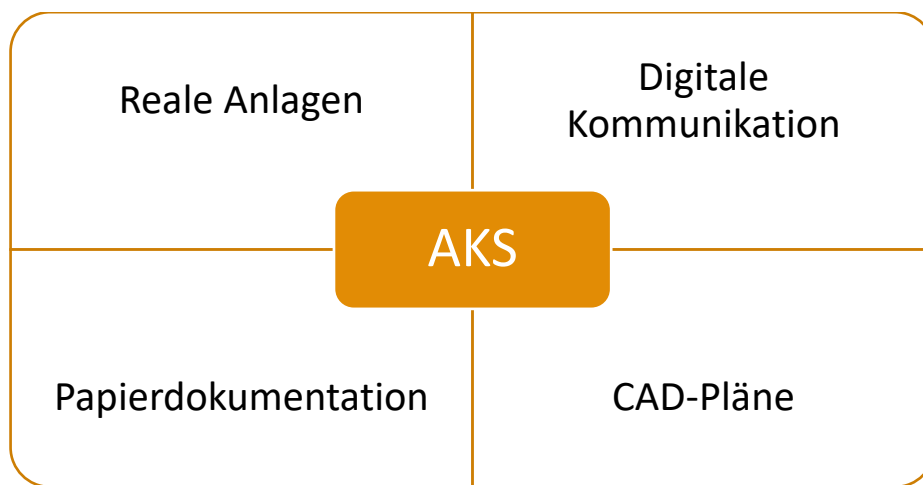 Reale Anlagen
Digitale
Kommunikation
AKS
Papierdokumentation
CAD-Pläne